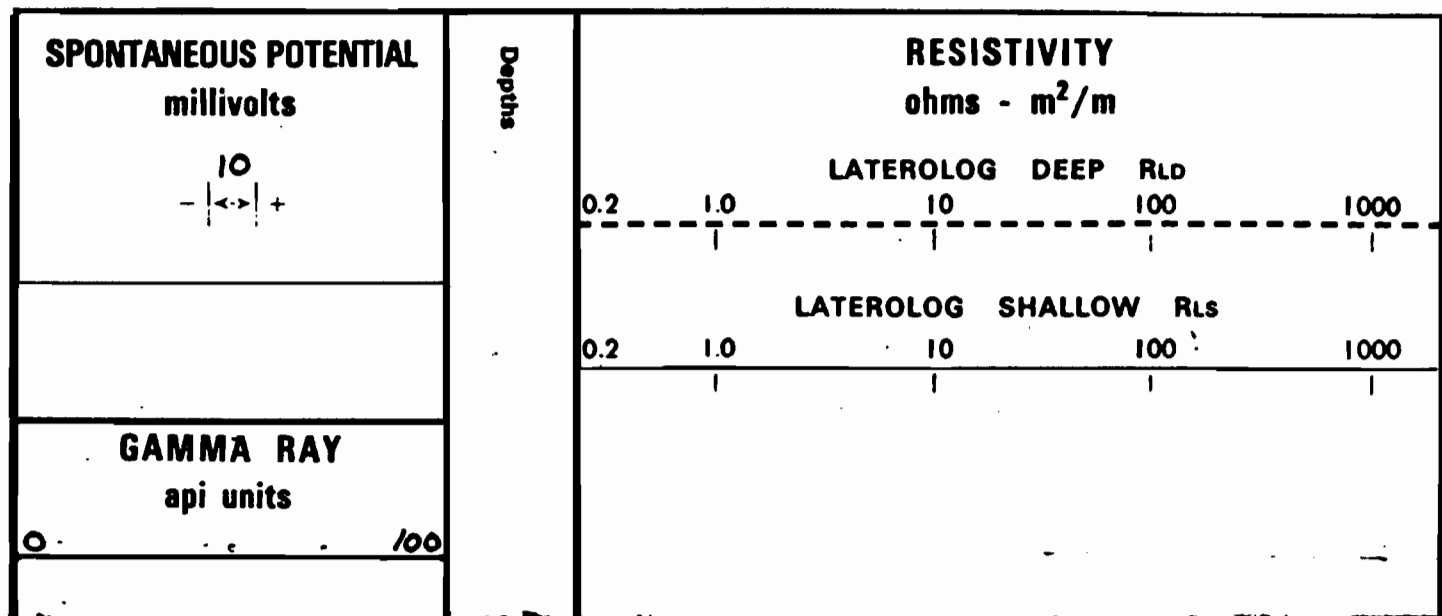 SPONTANEOUS POTENTIAL
millivolts
10
- |<->| +
GAMMA RAY
api units
0 100
Depths
RESISTIVITY
ohms - m²/m
LATEROLOG DEEP RLD
0.2 1.0 10 100 1000
LATEROLOG SHALLOW RLS
0.2 1.0 10 100 1000